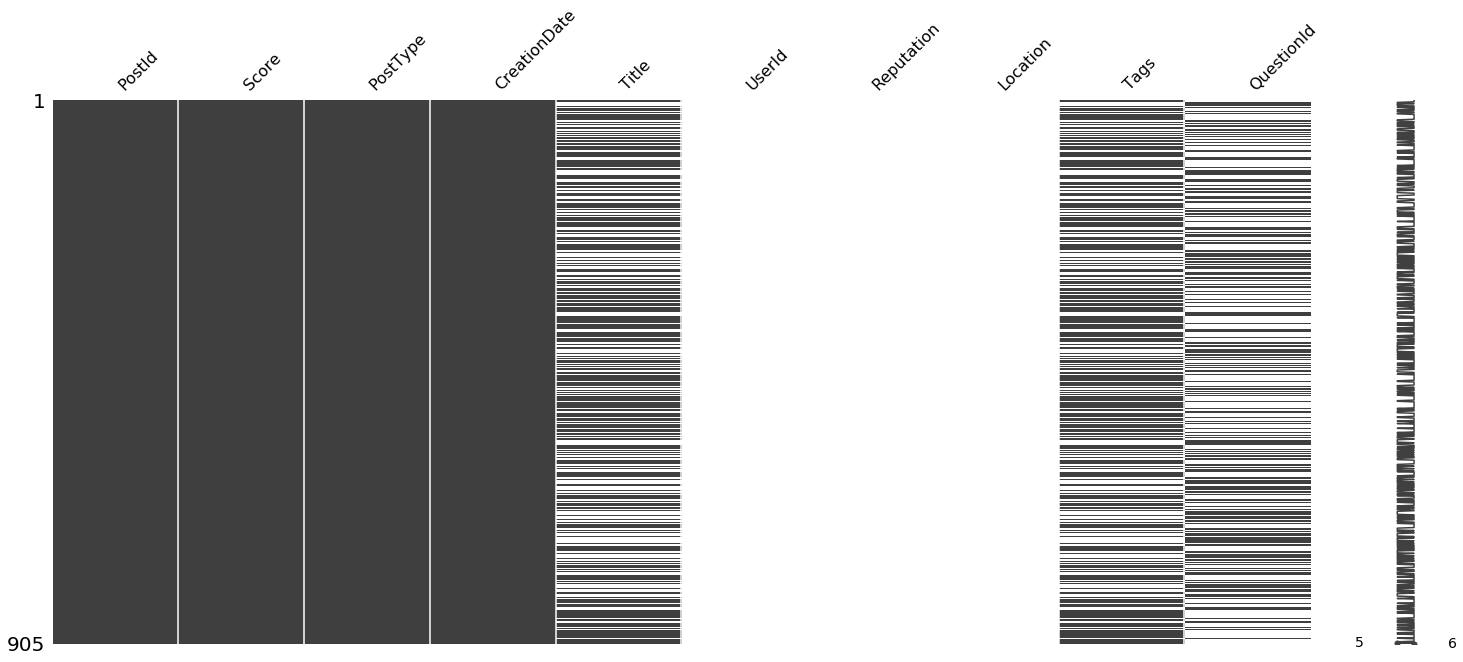 PostId
Score
PostType
CreationDate
Title
UserId
Reputation
Location
Tags
QuestionId
1
905
5
6